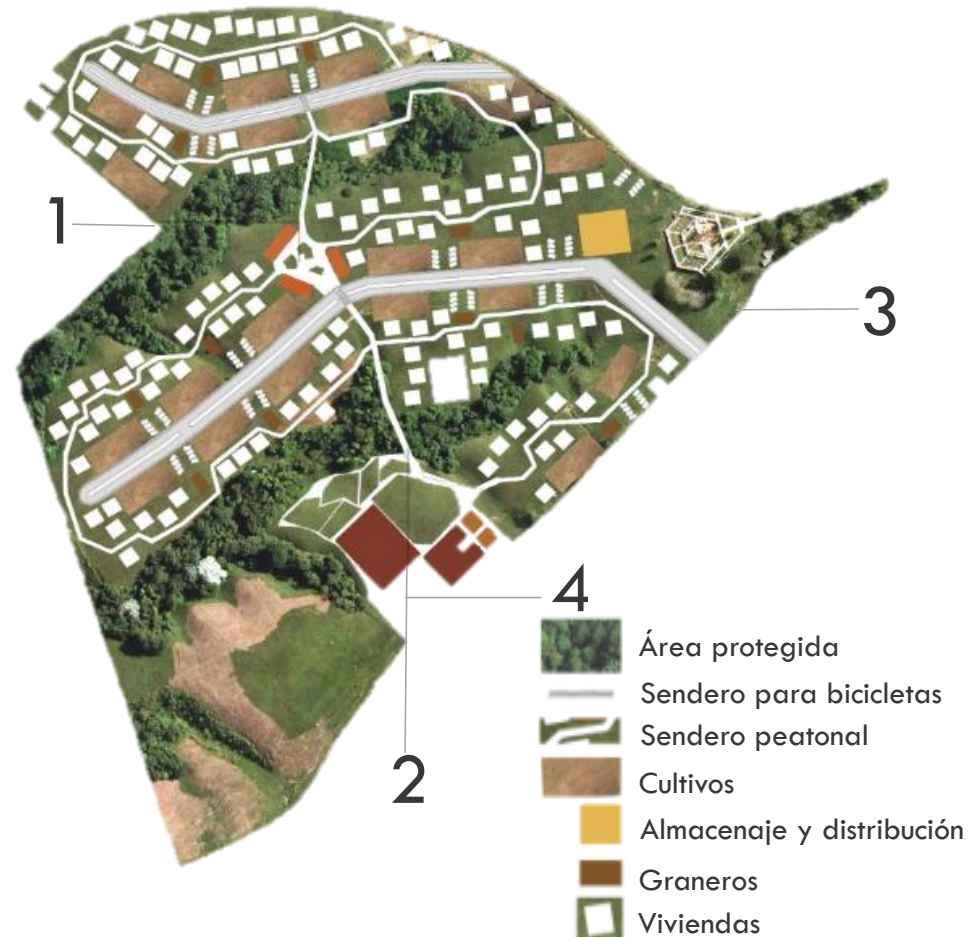 1
3
4
2
Área protegida
Sendero para bicicletas
Sendero peatonal
Cultivos
Almacenaje y distribución
Graneros
Viviendas